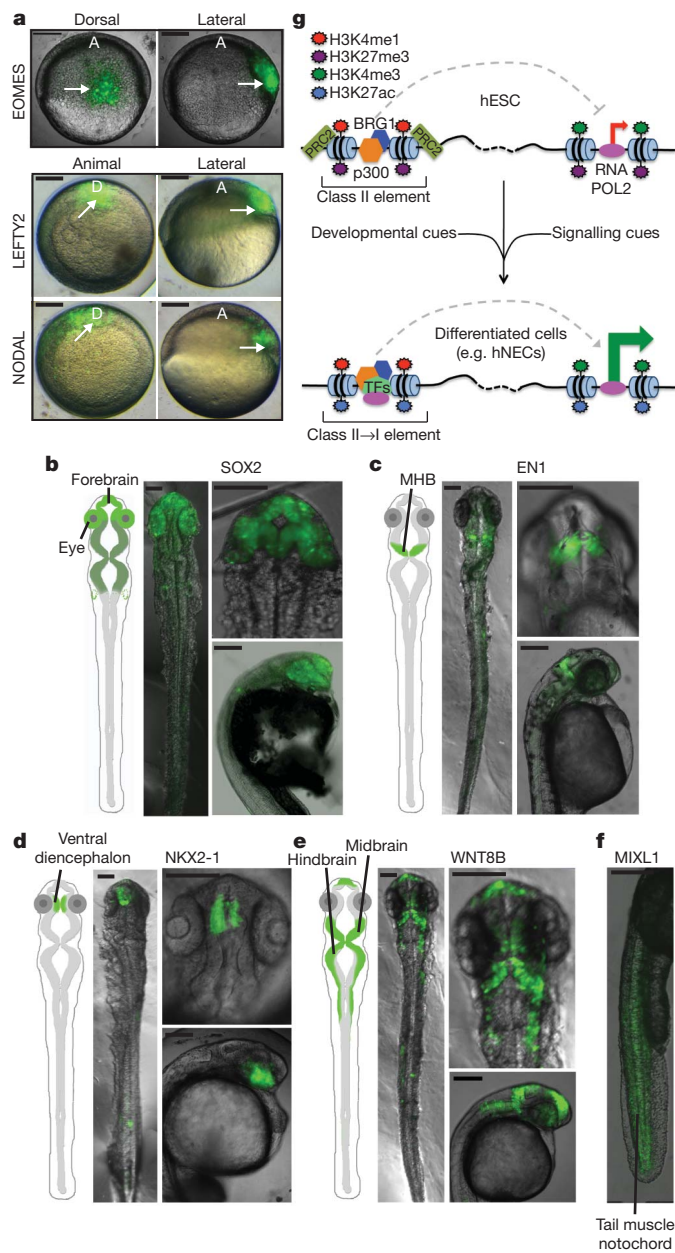 a
Dorsal
Lateral
EOMES
A
A
Animal
Lateral
LEFTY2
D
A
NODAL
D
A
g
H3K4me1
H3K27me3
H3K4me3
H3K27ac
hESC
BRG1
PRC2
PRC2
p300
Class II element
RNA
POL2
Developmental cues
Signalling cues
Differentiated cells
(e.g. hNECs)
TFs
Class II→I element
b
SOX2
Forebrain
Eye
c
EN1
MHB
d
Ventral
diencephalon
NKX2-1
e
Midbrain
Hindbrain
WNT8B
f
MIXL1
Tail muscle
notochord